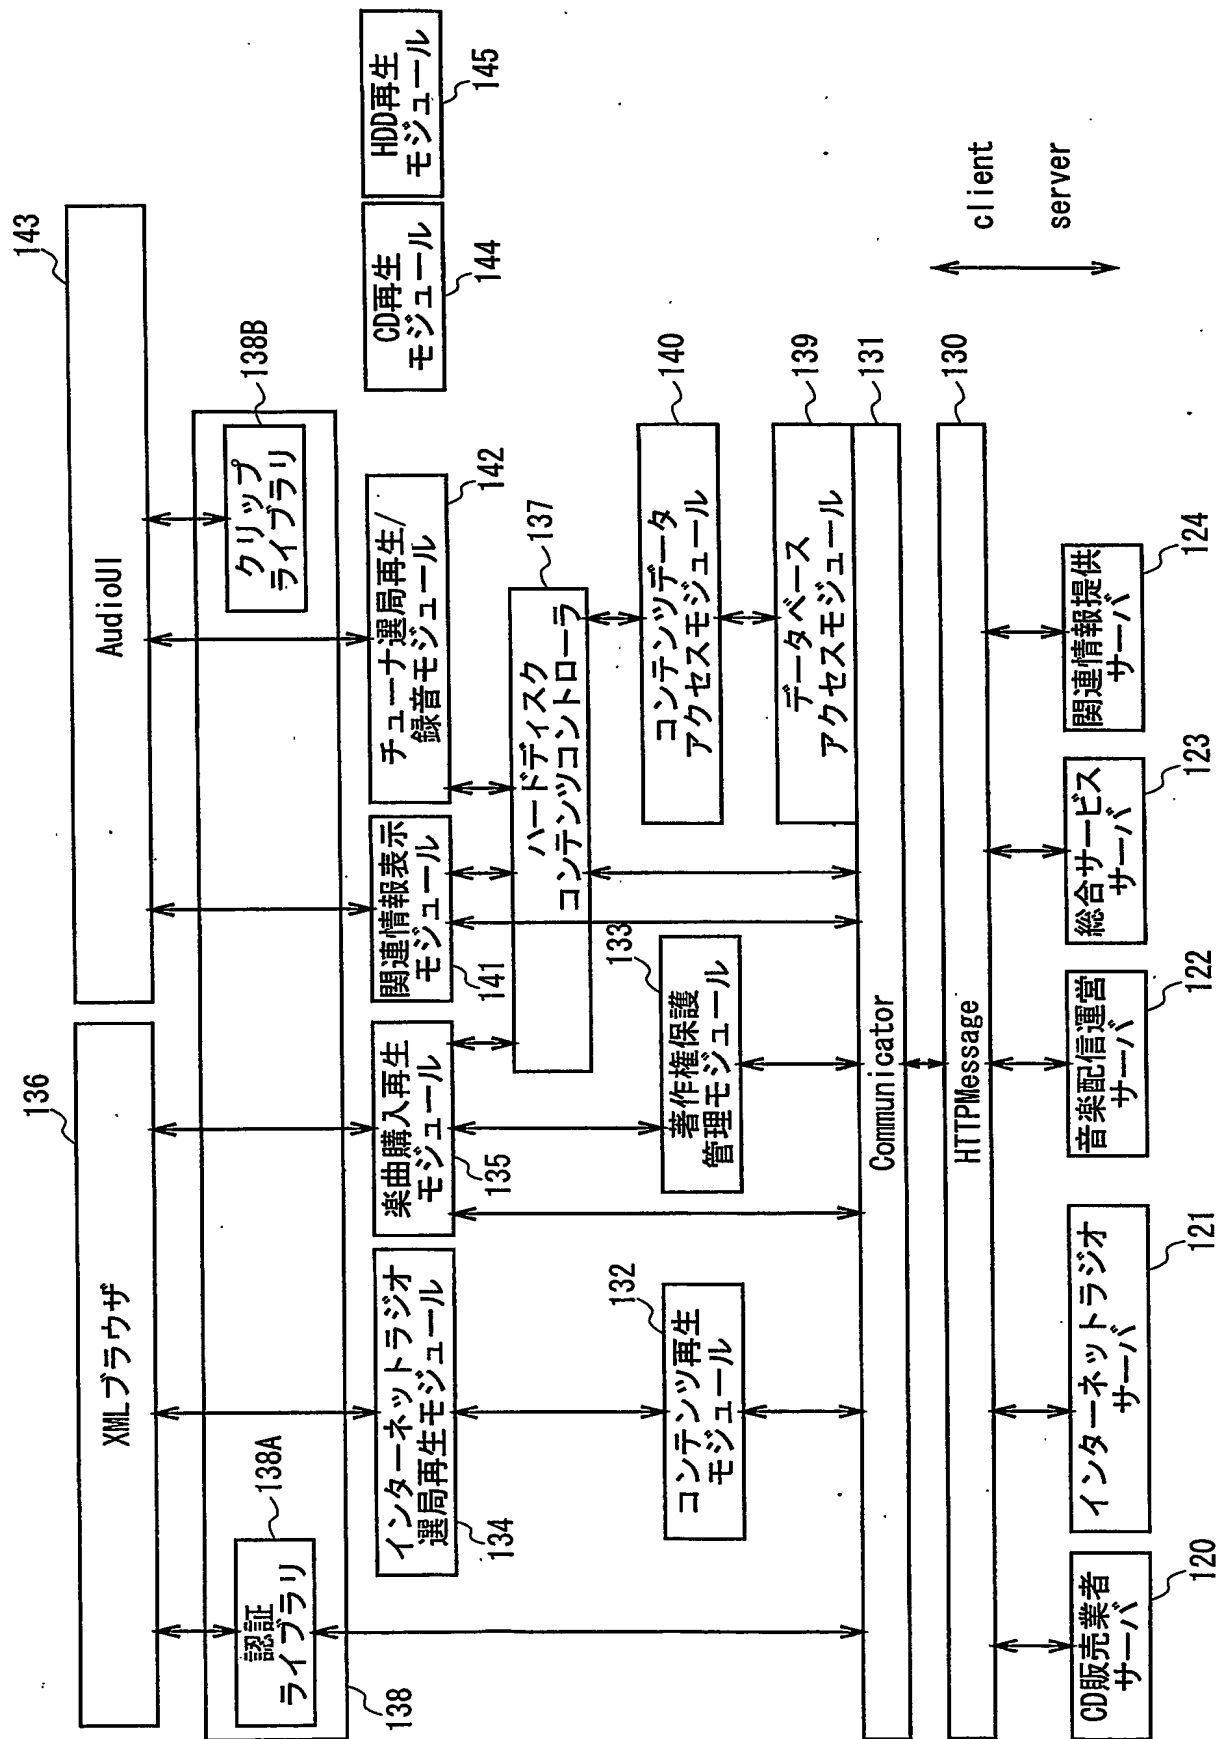 136
XMLブラウザ
143
AudioUI
138A
認証
ライブラリ
138
138B
クリップ
ライブラリ
インターネットラジオ
選局再生モジュール
134
楽曲購入再生
モジュール
135
関連情報表示
モジュール
141
チューナ選局再生/
録音モジュール
142
CD再生
モジュール
144
HDD再生
モジュール
145
ハードディスク
コンテンツコントローラ
137
132
コンテンツ再生
モジュール
133
著作権保護
管理モジュール
コンテンツデータ
アクセスモジュール
140
データベース
アクセスモジュール
139
Communicator
131
HTTPMessage
130
client
server
CD販売業者
サーバ
120
インターネットラジオ
サーバ
121
音楽配信運営
サーバ
122
総合サービス
サーバ
123
関連情報提供
サーバ
124